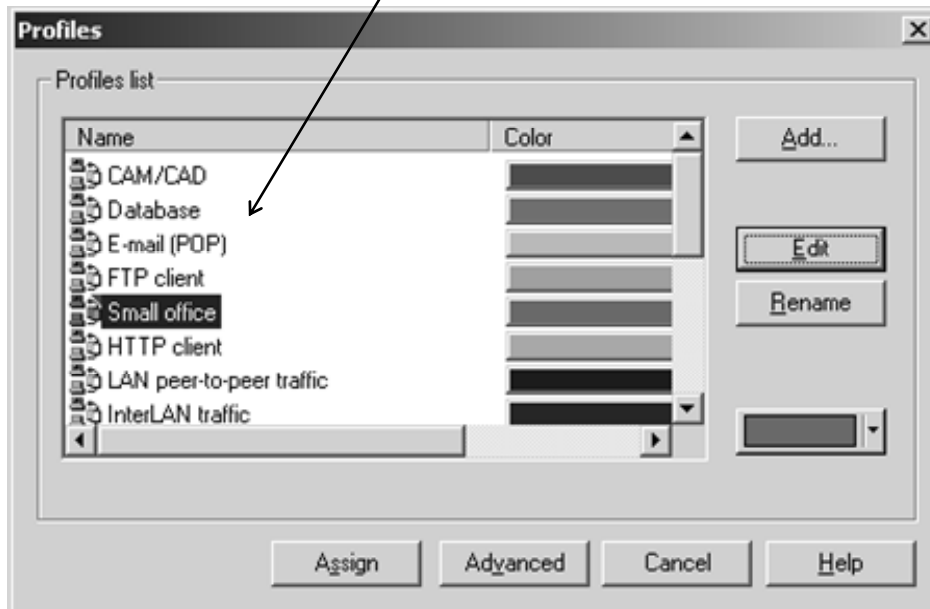 Profiles
Profiles list
Name Color
CAM/CAD
Database
E-mail (POP)
FTP client
Small office
HTTP client
LAN peer-to-peer traffic
InterLAN traffic
Add...
Edit
Rename
Assign Advanced Cancel Help